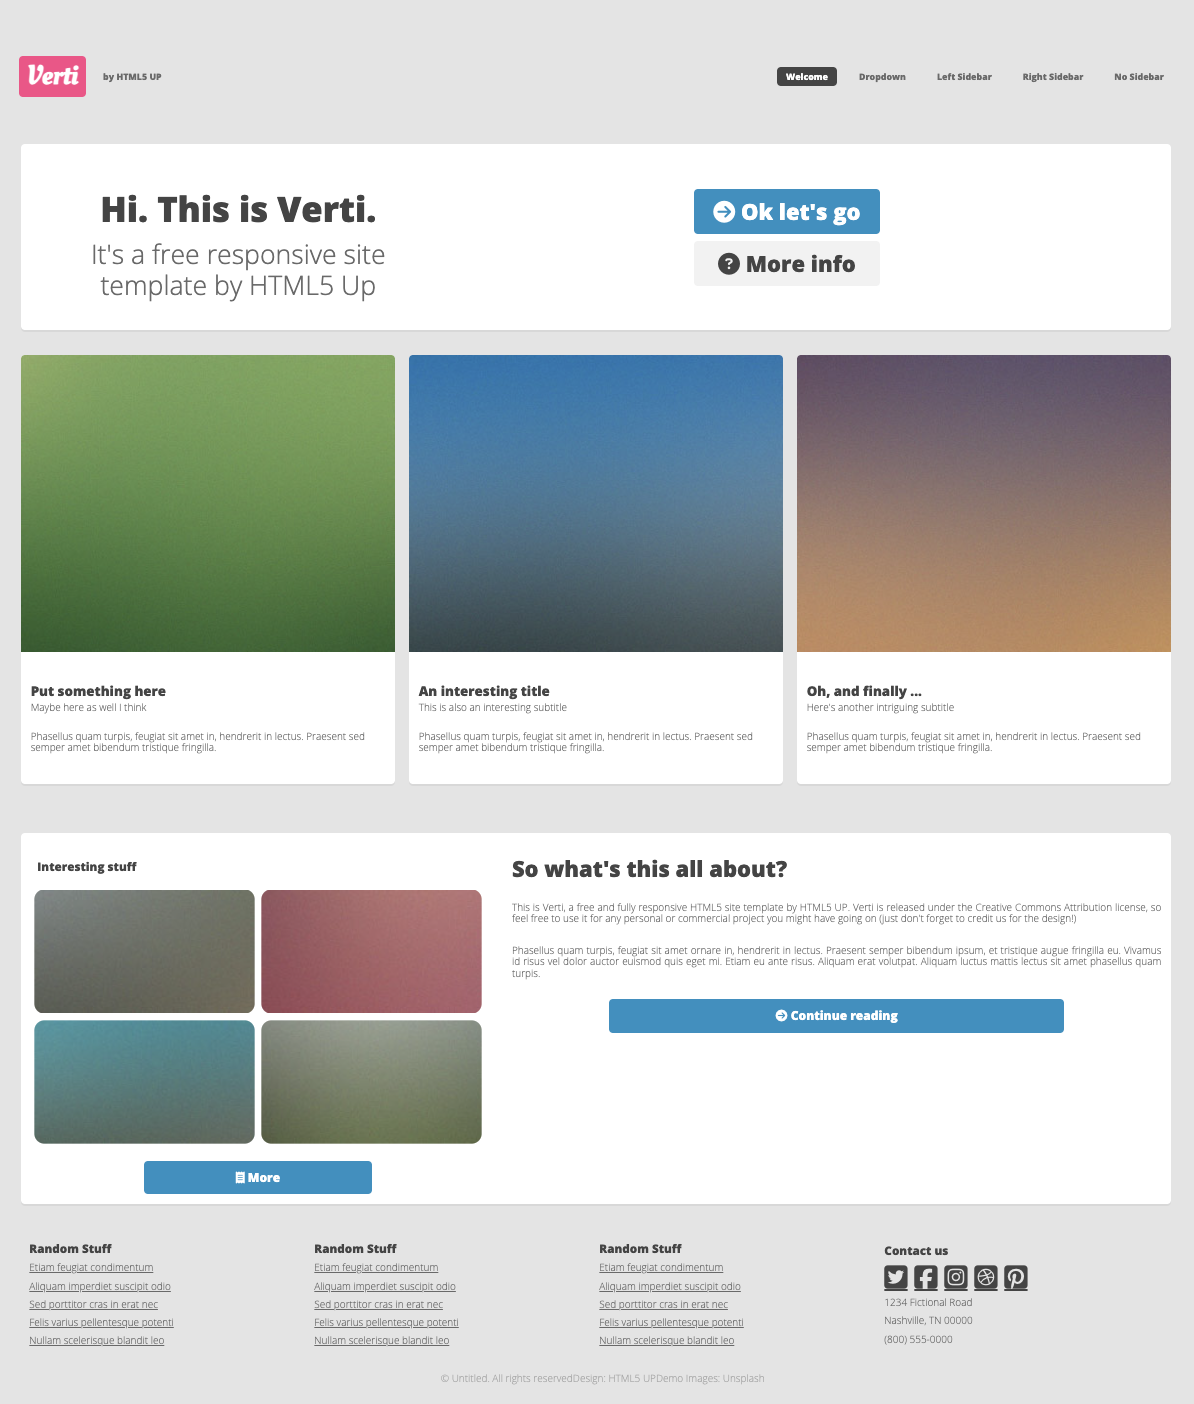 Verti
by HTML5 UP
Welcome
Dropdown
Left Sidebar
Right Sidebar
No Sidebar
Hi. This is Verti.
It's a free responsive site
template by HTML5 Up
Ok let's go
More info
Put something here
Maybe here as well I think
Phasellus quam turpis, feugiat sit amet in, hendrerit in lectus. Praesent sed
semper amet bibendum tristique fringilla.
An interesting title
This is also an interesting subtitle
Phasellus quam turpis, feugiat sit amet in, hendrerit in lectus. Praesent sed
semper amet bibendum tristique fringilla.
Oh, and finally ...
Here's another intriguing subtitle
Phasellus quam turpis, feugiat sit amet in, hendrerit in lectus. Praesent sed
semper amet bibendum tristique fringilla.
Interesting stuff
More
So what's this all about?
This is Verti, a free and fully responsive HTML5 site template by HTML5 UP. Verti is released under the Creative Commons Attribution license, so
feel free to use it for any personal or commercial project you might have going on (just don't forget to credit us for the design!)
Phasellus quam turpis, feugiat sit amet ornare in, hendrerit in lectus. Praesent semper bibendum ipsum, et tristique augue fringilla eu. Vivamus
id risus vel dolor auctor euismod quis eget mi. Etiam eu ante risus. Aliquam erat volutpat. Aliquam luctus mattis lectus sit amet phasellus quam
turpis.
Continue reading
Random Stuff
Etiam feugiat condimentum
Aliquam imperdiet suscipit odio
Sed porttitor cras in erat nec
Felis varius pellentesque potenti
Nullam scelerisque blandit leo
Random Stuff
Etiam feugiat condimentum
Aliquam imperdiet suscipit odio
Sed porttitor cras in erat nec
Felis varius pellentesque potenti
Nullam scelerisque blandit leo
Random Stuff
Etiam feugiat condimentum
Aliquam imperdiet suscipit odio
Sed porttitor cras in erat nec
Felis varius pellentesque potenti
Nullam scelerisque blandit leo
Contact us
1234 Fictional Road
Nashville, TN 00000
(800) 555-0000
© Untitled. All rights reservedDesign: HTML5 UPDemo Images: Unsplash